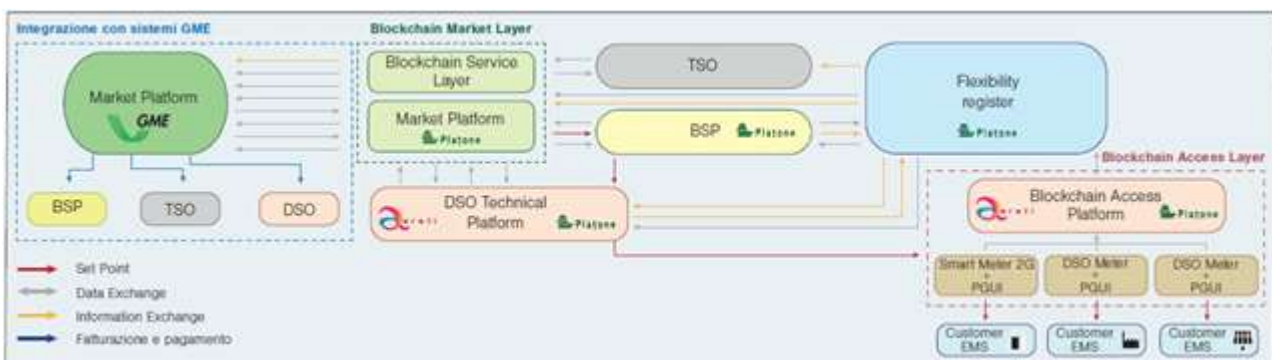 Integrazione con sistemi GME
Market Platform
GME
BSP
TSO
DSO
Set Point
Data Exchange
Information Exchange
Fatturazione e pagamento
Blockchain Market Layer
Blockchain Service
Layer
Market Platform
Platone
DSO Technical
Platform
areti
Platone
TSO
BSP
Platone
Flexibility
register
Platone
Blockchain Access Layer
Blockchain Access
Platform
areti
Platone
Smart Meter 2G
+
PGUI
DSO Meter
+
PGUI
DSO Meter
+
PGUI
Customer
EMS
Customer
EMS
Customer
EMS